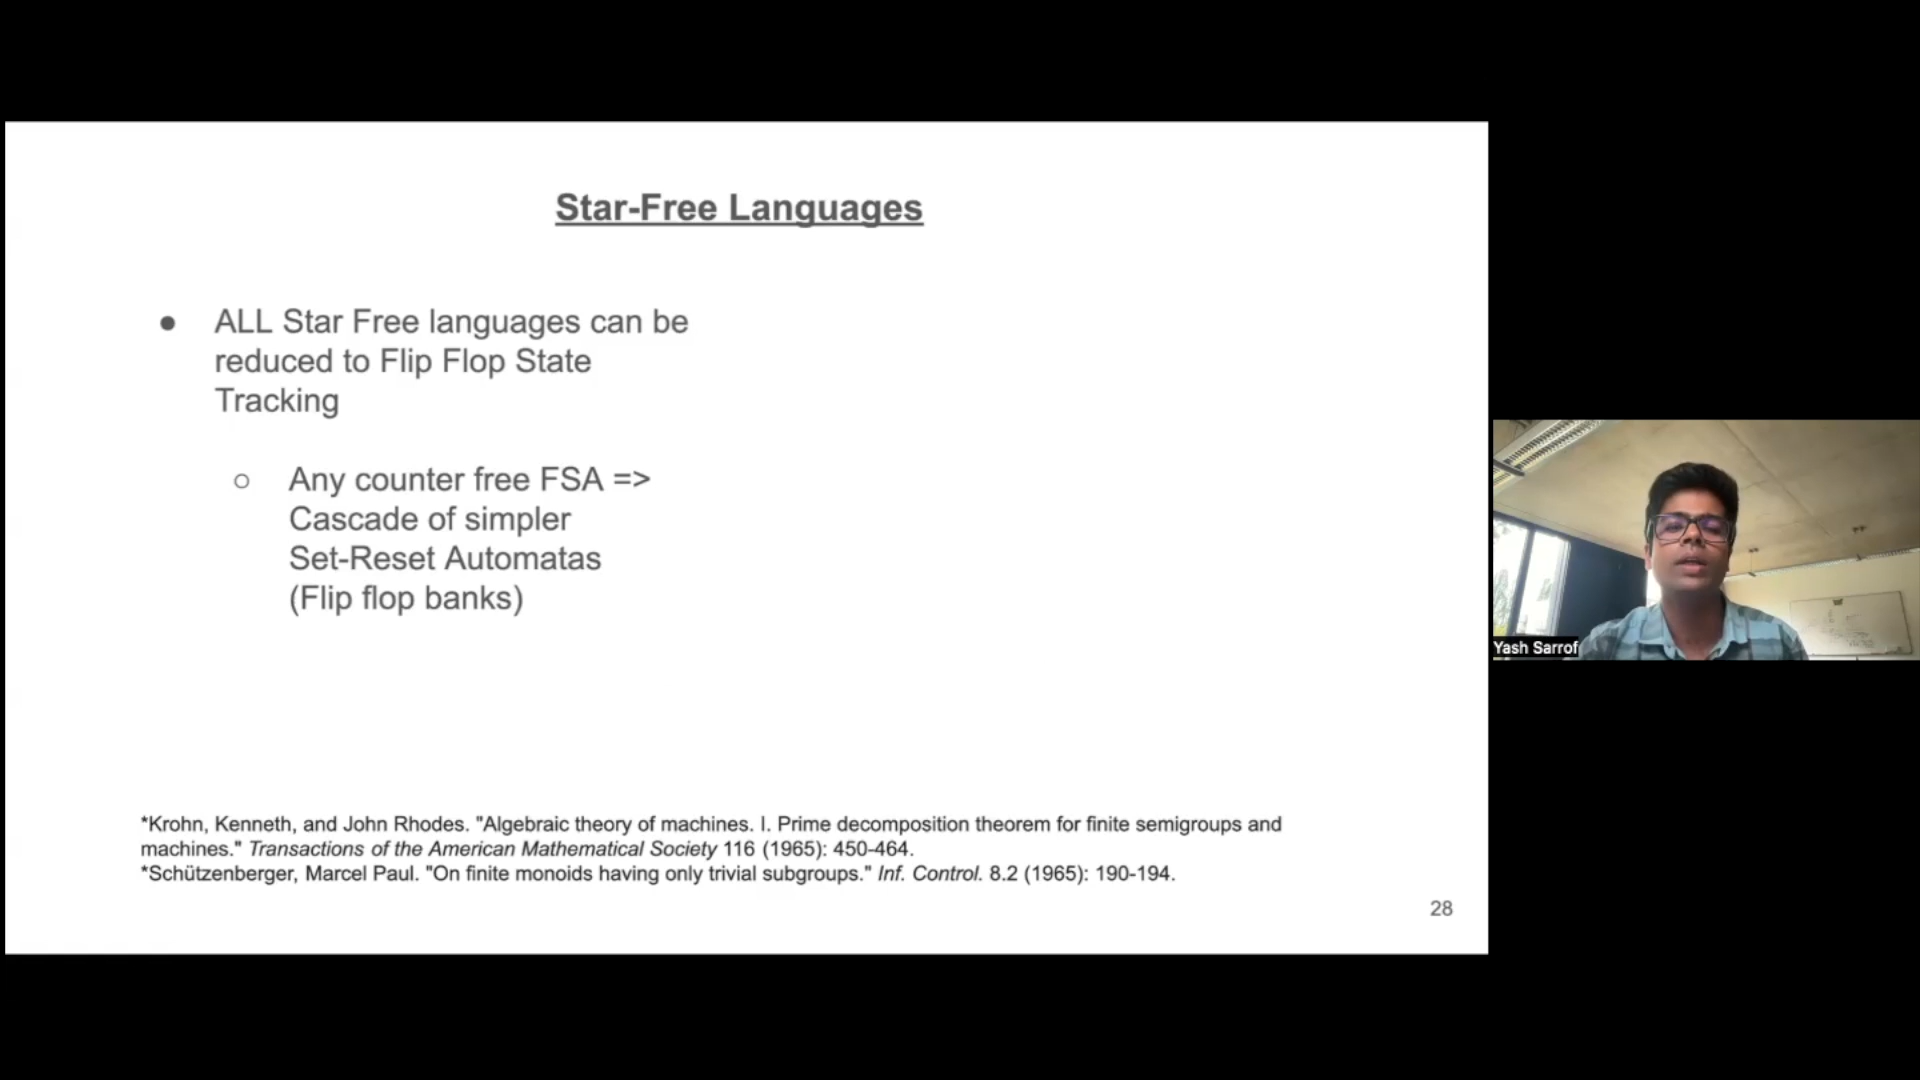 Star-Free Languages
● ALL Star Free languages can be
reduced to Flip Flop State
Tracking
○ Any counter free FSA =>
Cascade of simpler
Set-Reset Automatas
(Flip flop banks)
*Krohn, Kenneth, and John Rhodes. "Algebraic theory of machines. I. Prime decomposition theorem for finite semigroups and
machines." Transactions of the American Mathematical Society 116 (1965): 450-464.
*Schützenberger, Marcel Paul. "On finite monoids having only trivial subgroups." Inf. Control. 8.2 (1965): 190-194.
28
Yash Sarrof